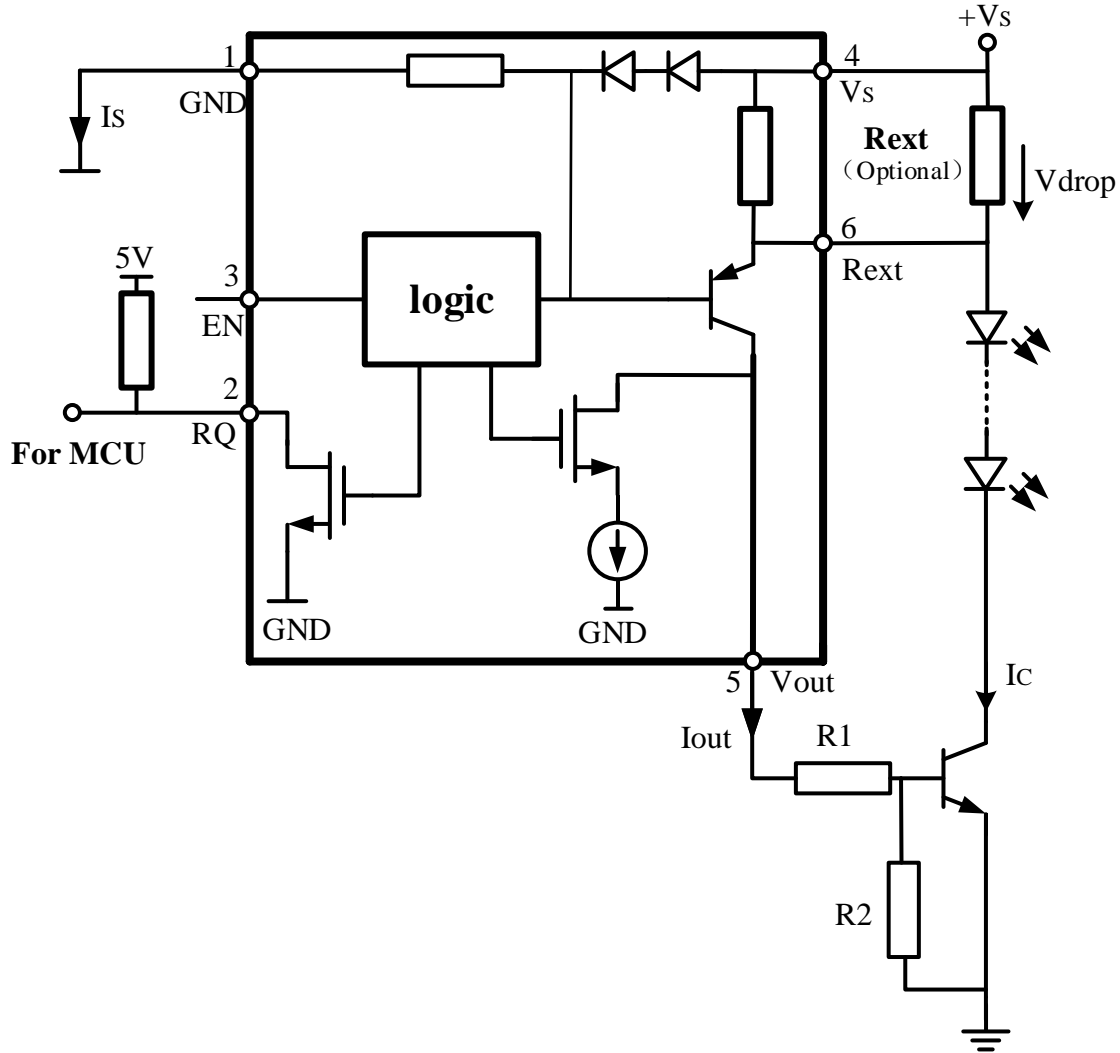 +Vs
1
4
GND
Vs
Is
Rext
（Optional）
Vdrop
6
Rext
5V
3
logic
EN
2
RQ
For MCU
GND
GND
5
Vout
Ic
Iout
R1
R2